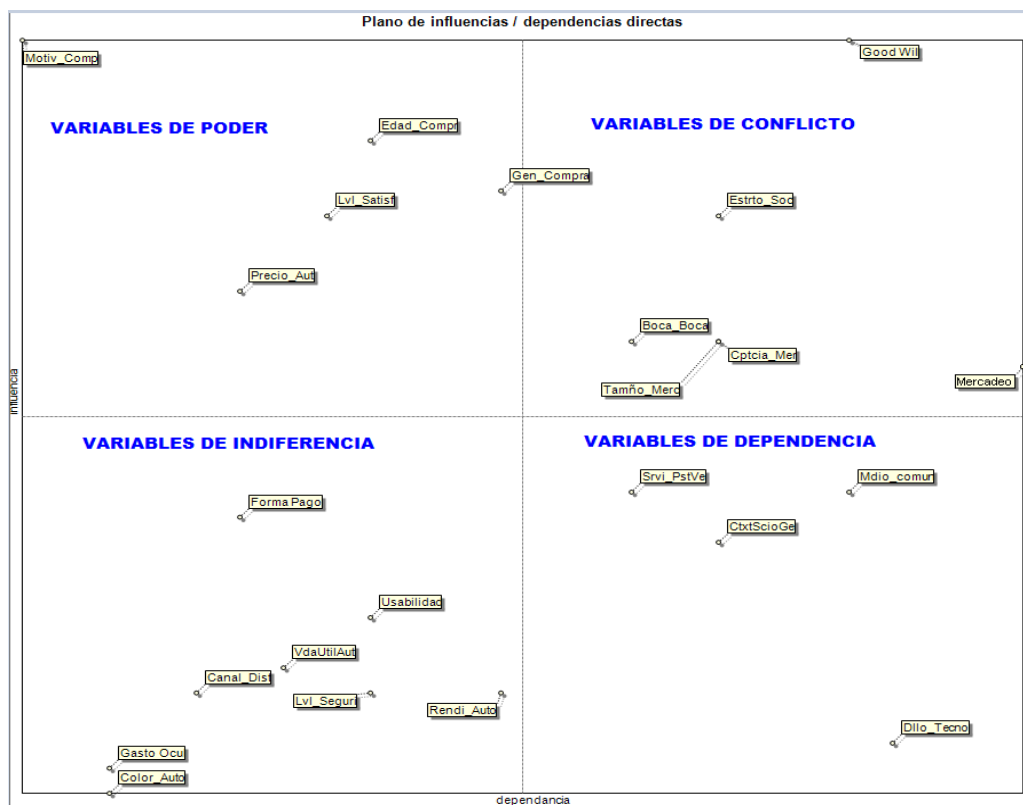 Plano de influencias / dependencias directas
Motiv_Comp
Good Wil
VARIABLES DE PODER
Edad_Compr
VARIABLES DE CONFLICTO
Gen_Compra
Lvl_Satisf
Estrto_Soc
Precio_Aut
Boca_Boca
Cptcia_Mer
Tamño_Merc
Mercadeo
influencia
VARIABLES DE INDIFERENCIA
VARIABLES DE DEPENDENCIA
Srvi_PstVe
Mdio_comun
Forma Pago
CtxtScioGe
Usabilidad
VdaUtilAut
Canal_Dist
Lvl_Seguri
Rendi_Auto
Dllo_Tecno
Gasto Ocu
Color_Auto
dependancia